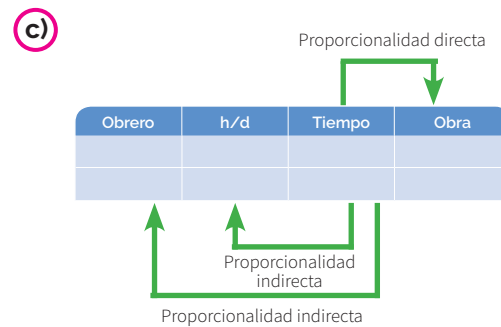 c)
Proporcionalidad directa
Obrero h/d Tiempo Obra
Proporcionalidad
indirecta
Proporcionalidad indirecta